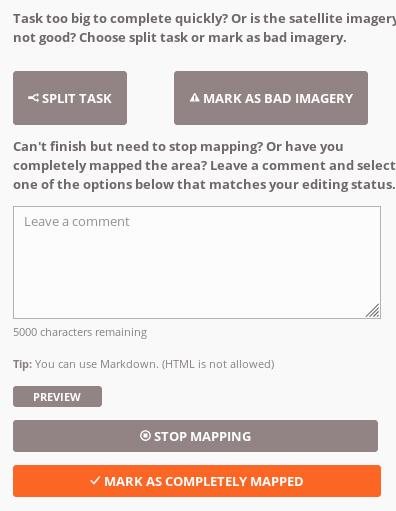 Task too big to complete quickly? Or is the satellite imagery
not good? Choose split task or mark as bad imagery.
SPLIT TASK
MARK AS BAD IMAGERY
Can't finish but need to stop mapping? Or have you
completely mapped the area? Leave a comment and select
one of the options below that matches your editing status.
Leave a comment
5000 characters remaining
Tip: You can use Markdown. (HTML is not allowed)
PREVIEW
STOP MAPPING
MARK AS COMPLETELY MAPPED